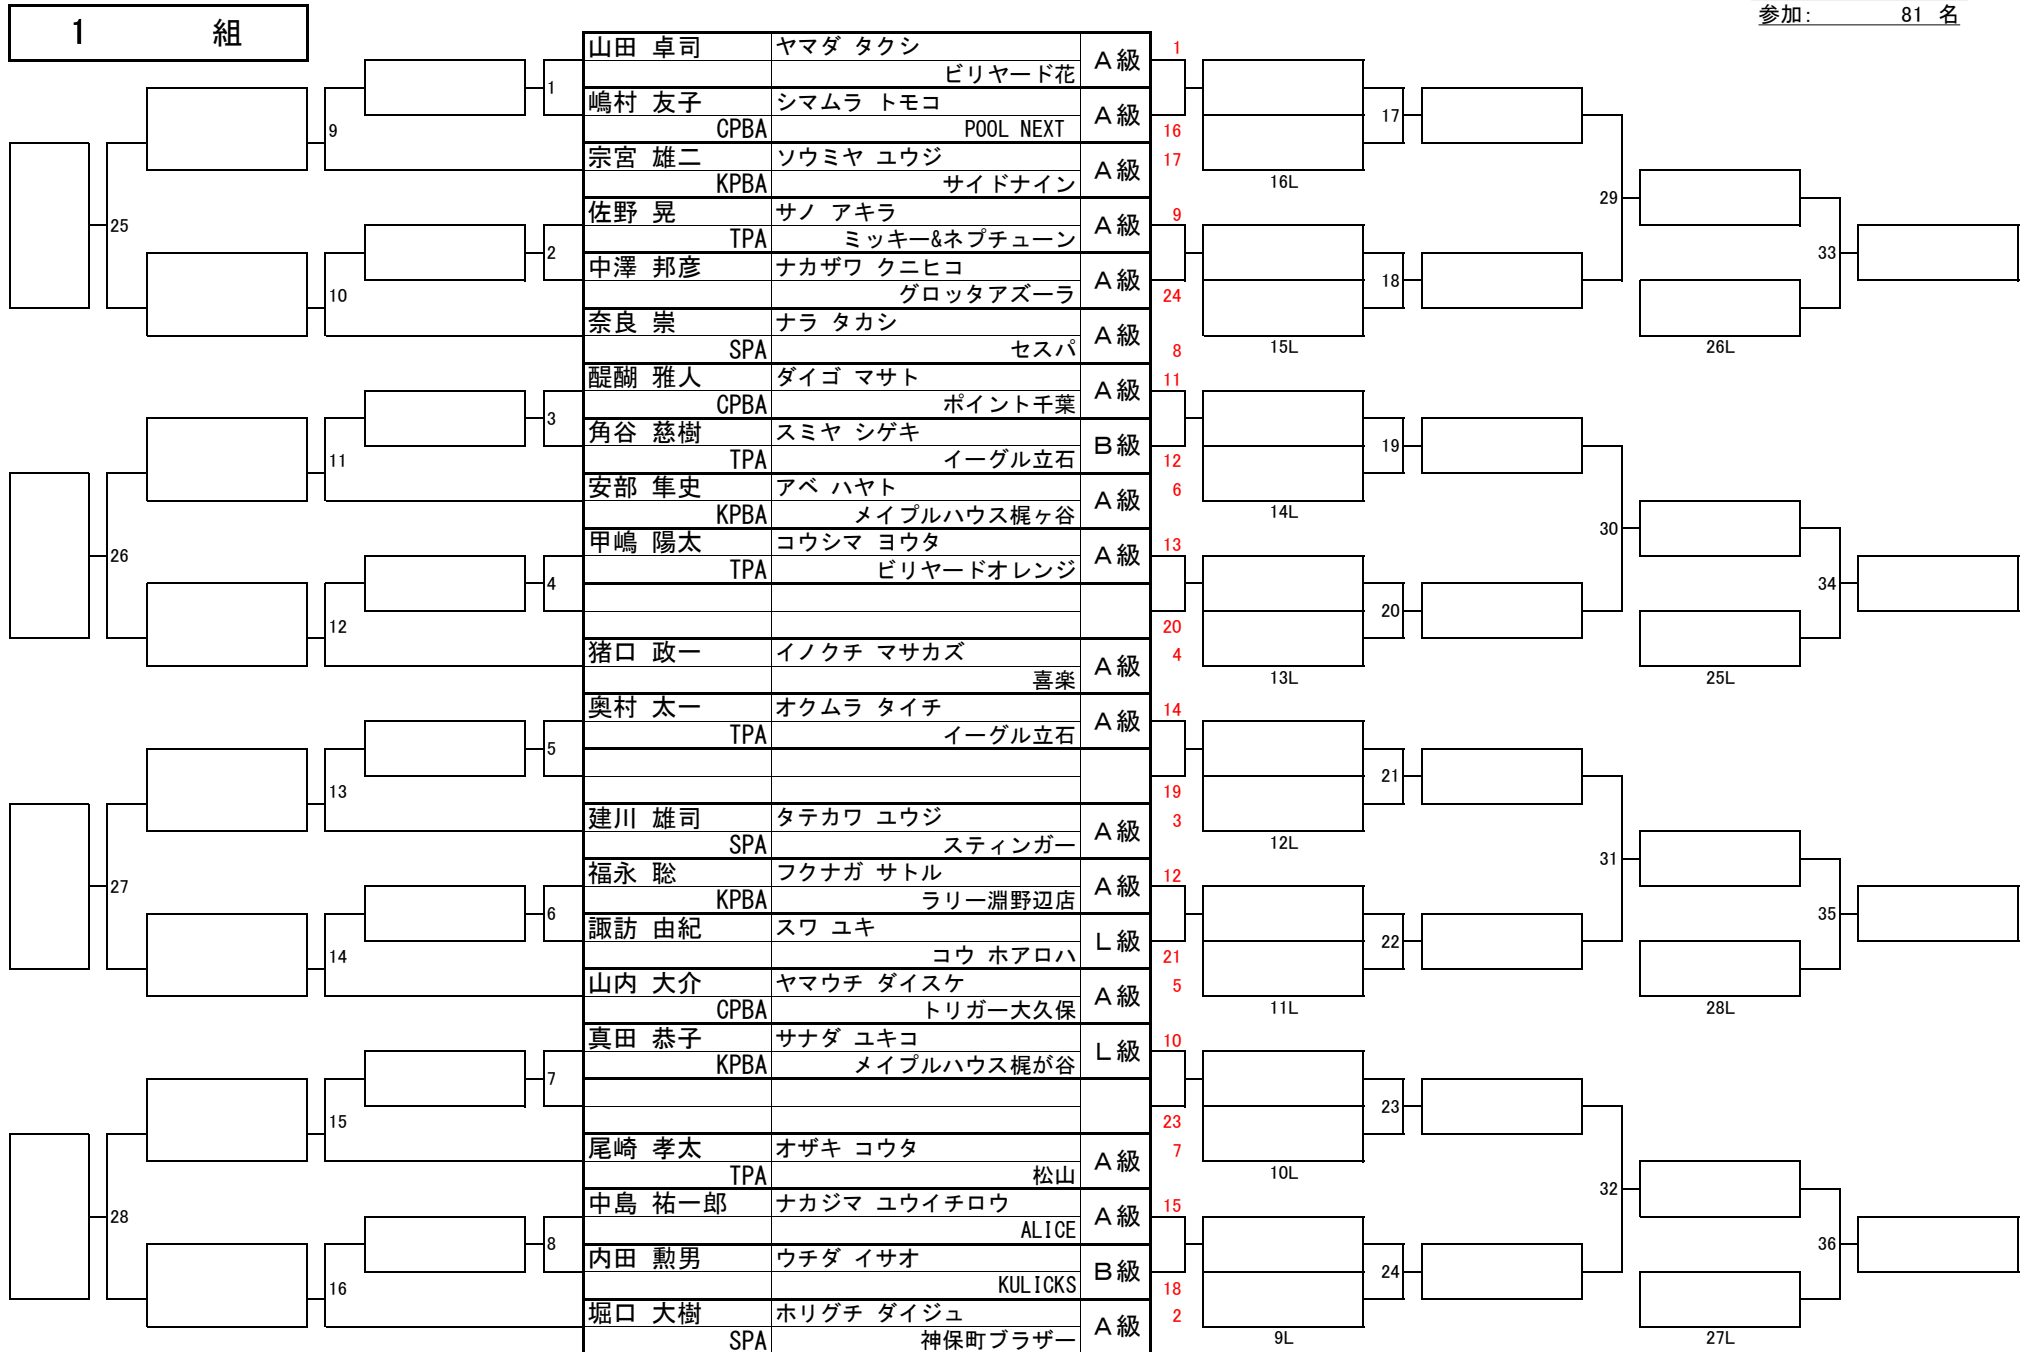 1 組
参加: 81 名
山田 卓司 ヤマダ タクシ A級 1
ビリヤード花
1
嶋村 友子 シマムラ トモコ A級
CPBA POOL NEXT 16
9
17
宗宮 雄二 ソウミヤ ユウジ A級 17
KPBA サイドナイン
16L
佐野 晃 サノ アキラ A級 9
TPA ミッキー&ネプチューン
25
29
2
33
中澤 邦彦 ナカザワ クニヒコ A級
グロッタアズーラ 24
10
18
奈良 崇 ナラ タカシ A級
SPA セスパ 8
15L
26L
醍醐 雅人 ダイゴ マサト A級 11
CPBA ポイント千葉
3
角谷 慈樹 スミヤ シゲキ B級
TPA イーグル立石 12
11
19
安部 隼史 アベ ハヤト A級 6
KPBA メイプルハウス梶ヶ谷
14L
甲嶋 陽太 コウシマ ヨウタ A級 13
TPA ビリヤードオレンジ
26
30
4
34
20
12
20
猪口 政一 イノクチ マサカズ A級 4
喜楽
13L
25L
奥村 太一 オクムラ タイチ A級 14
TPA イーグル立石
5
21
13
19
建川 雄司 タテカワ ユウジ A級 3
SPA スティンガー
12L
福永 聡 フクナガ サトル A級 12
KPBA ラリー淵野辺店
27
31
6
35
諏訪 由紀 スワ ユキ L級
コウ ホアロハ 21
14
22
山内 大介 ヤマウチ ダイスケ A級 5
CPBA トリガー大久保
11L
28L
真田 恭子 サナダ ユキコ L級 10
KPBA メイプルハウス梶が谷
7
23
15
23
尾崎 孝太 オザキ コウタ A級 7
TPA 松山
10L
中島 祐一郎 ナカジマ ユウイチロウ A級 15
ALICE
28
32
8
36
内田 勲男 ウチダ イサオ B級
KULICKS 18
16
24
堀口 大樹 ホリグチ ダイジュ A級 2
SPA 神保町ブラザー
9L
27L